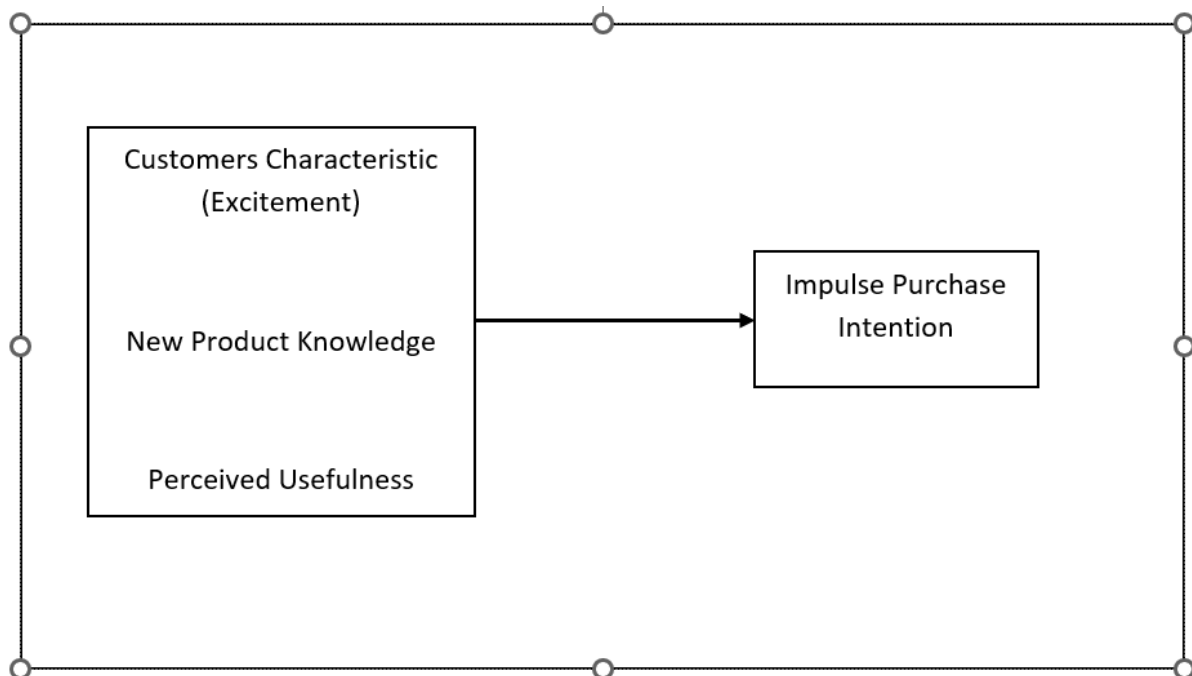 Customers Characteristic
(Excitement)
New Product Knowledge
Perceived Usefulness
Impulse Purchase
Intention